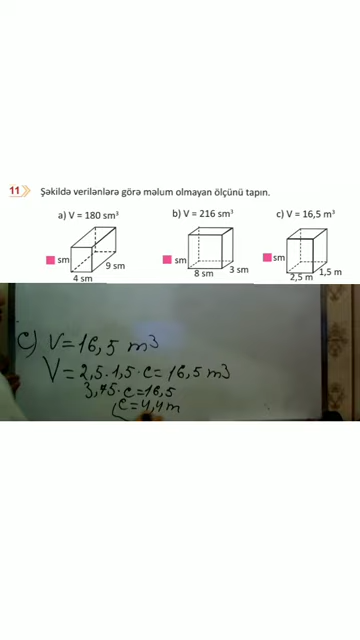 11 Şəkildə verilənlərə görə məlum olmayan ölçünü tapın.
a) V = 180 sm³
b) V = 216 sm³
c) V = 16,5 m³
sm
9 sm
4 sm
sm
3 sm
8 sm
sm
1,5 m
2,5 m
C) V=16,5 m³
V=2,5·1,5·c=16,5 m3
3,75·c=16,5
c=4,4m